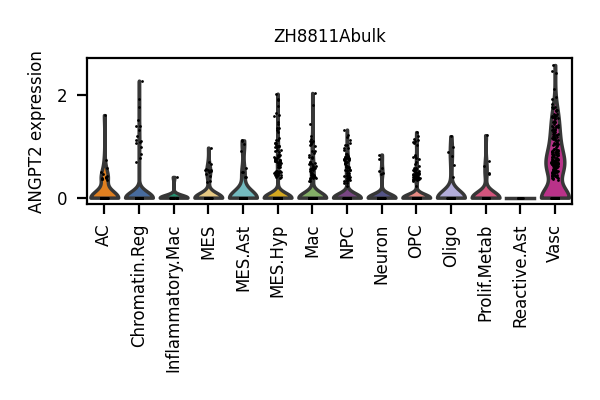 ZH8811Abulk
ANGPT2 expression
2
0
AC
Chromatin.Reg
Inflammatory.Mac
MES
MES.Ast
MES.Hyp
Mac
NPC
Neuron
OPC
Oligo
Prolif.Metab
Reactive.Ast
Vasc